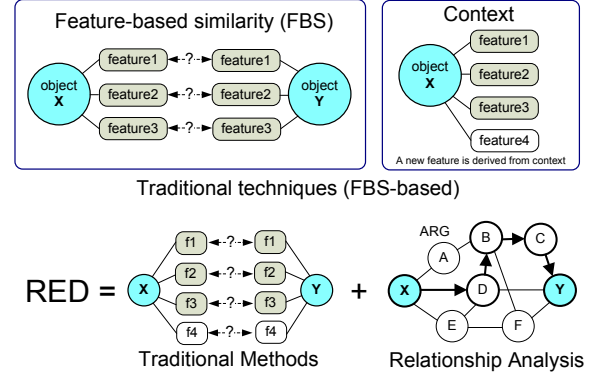 Feature-based similarity (FBS)
object X
feature1 ? feature1
feature2 ? feature2
feature3 ? feature3
object Y
Context
object X
feature1
feature2
feature3
feature4
A new feature is derived from context
Traditional techniques (FBS-based)
RED =
X
f1 ? f1
f2 ? f2
f3 ? f3
f4 ? f4
Y
+
ARG
A
B
C
X
D
Y
E
F
Traditional Methods
Relationship Analysis